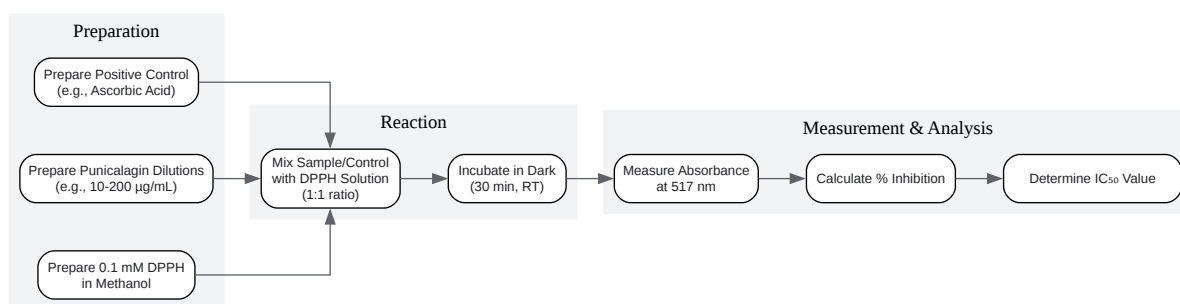 Preparation
Prepare Positive Control
(e.g., Ascorbic Acid)
Prepare Punicalagin Dilutions
(e.g., 10-200 µg/mL)
Prepare 0.1 mM DPPH
in Methanol
Reaction
Mix Sample/Control
with DPPH Solution
(1:1 ratio)
Incubate in Dark
(30 min, RT)
Measurement & Analysis
Measure Absorbance
at 517 nm
Calculate % Inhibition
Determine IC₅₀ Value